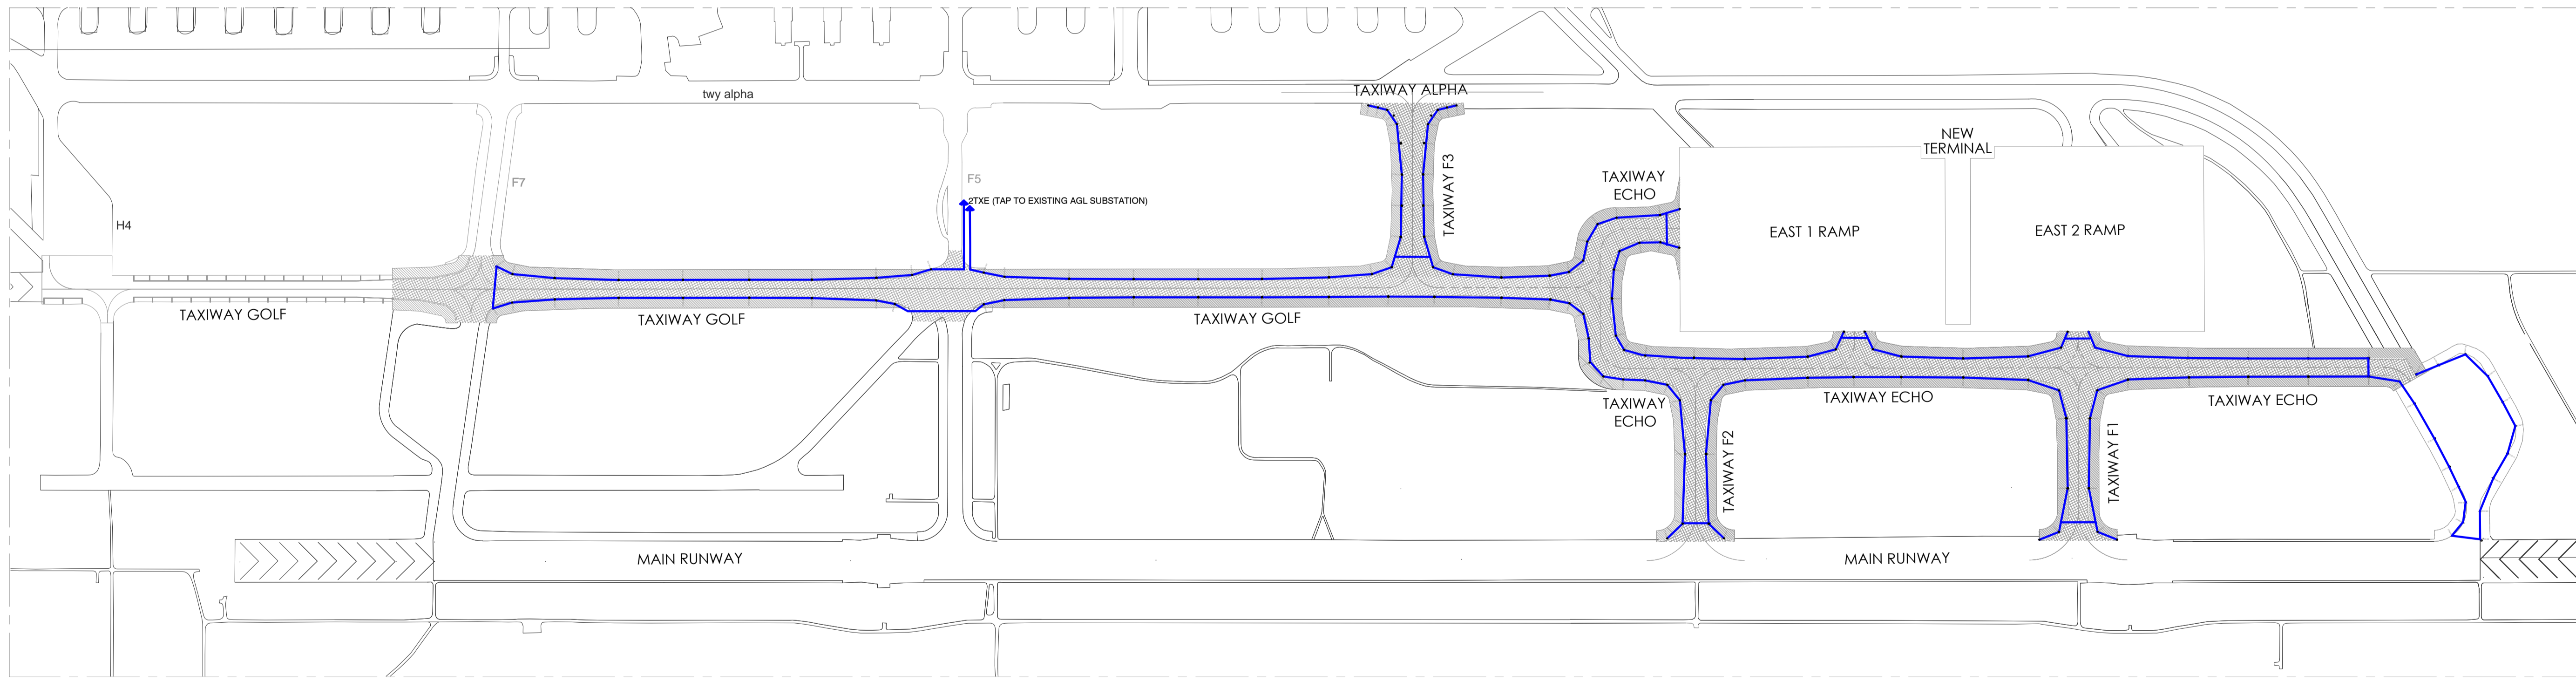 TAXIWAY ALPHA
twy alpha
NEW
TERMINAL
TAXIWAY F3
F7
F5
TAXIWAY
ECHO
2TXE (TAP TO EXISTING AGL SUBSTATION)
H4
EAST 1 RAMP
EAST 2 RAMP
TAXIWAY GOLF
TAXIWAY GOLF
TAXIWAY GOLF
TAXIWAY
ECHO
TAXIWAY ECHO
TAXIWAY ECHO
TAXIWAY F2
TAXIWAY F1
MAIN RUNWAY
MAIN RUNWAY